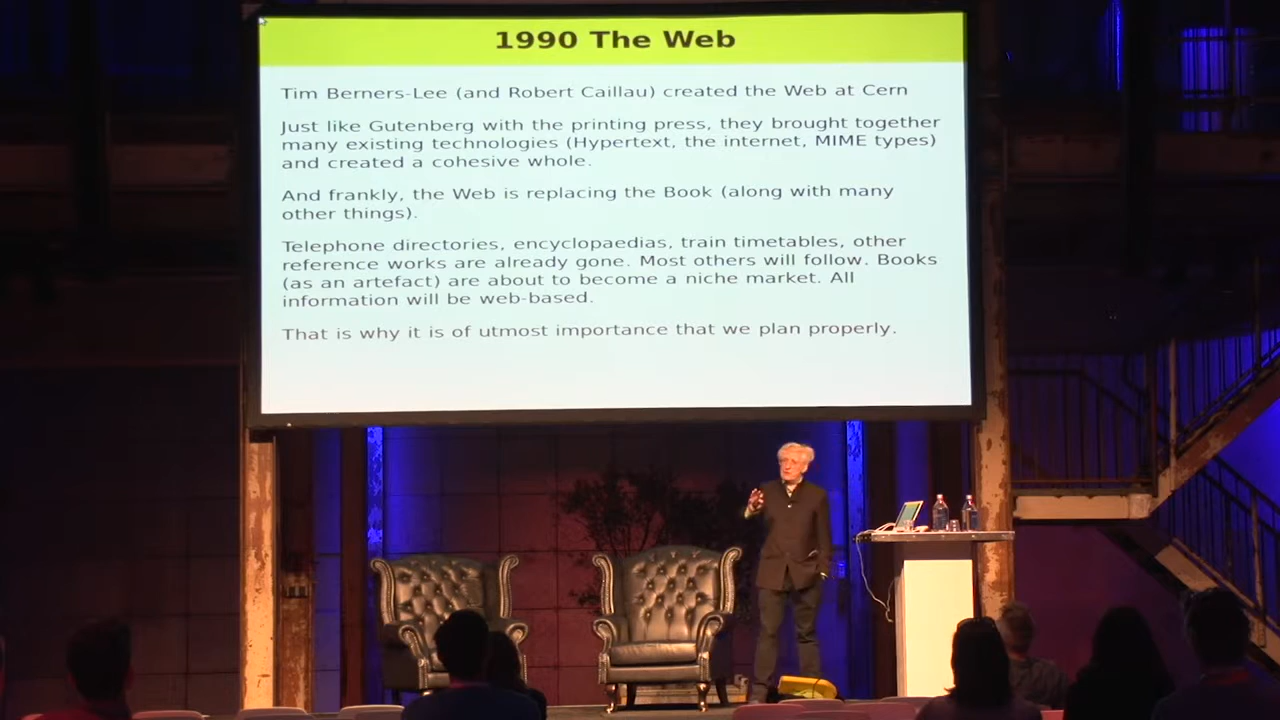 1990 The Web
Tim Berners-Lee (and Robert Caillau) created the Web at Cern
Just like Gutenberg with the printing press, they brought together
many existing technologies (Hypertext, the internet, MIME types)
and created a cohesive whole.
And frankly, the Web is replacing the Book (along with many
other things).
Telephone directories, encyclopaedias, train timetables, other
reference works are already gone. Most others will follow. Books
(as an artefact) are about to become a niche market. All
information will be web-based.
That is why it is of utmost importance that we plan properly.